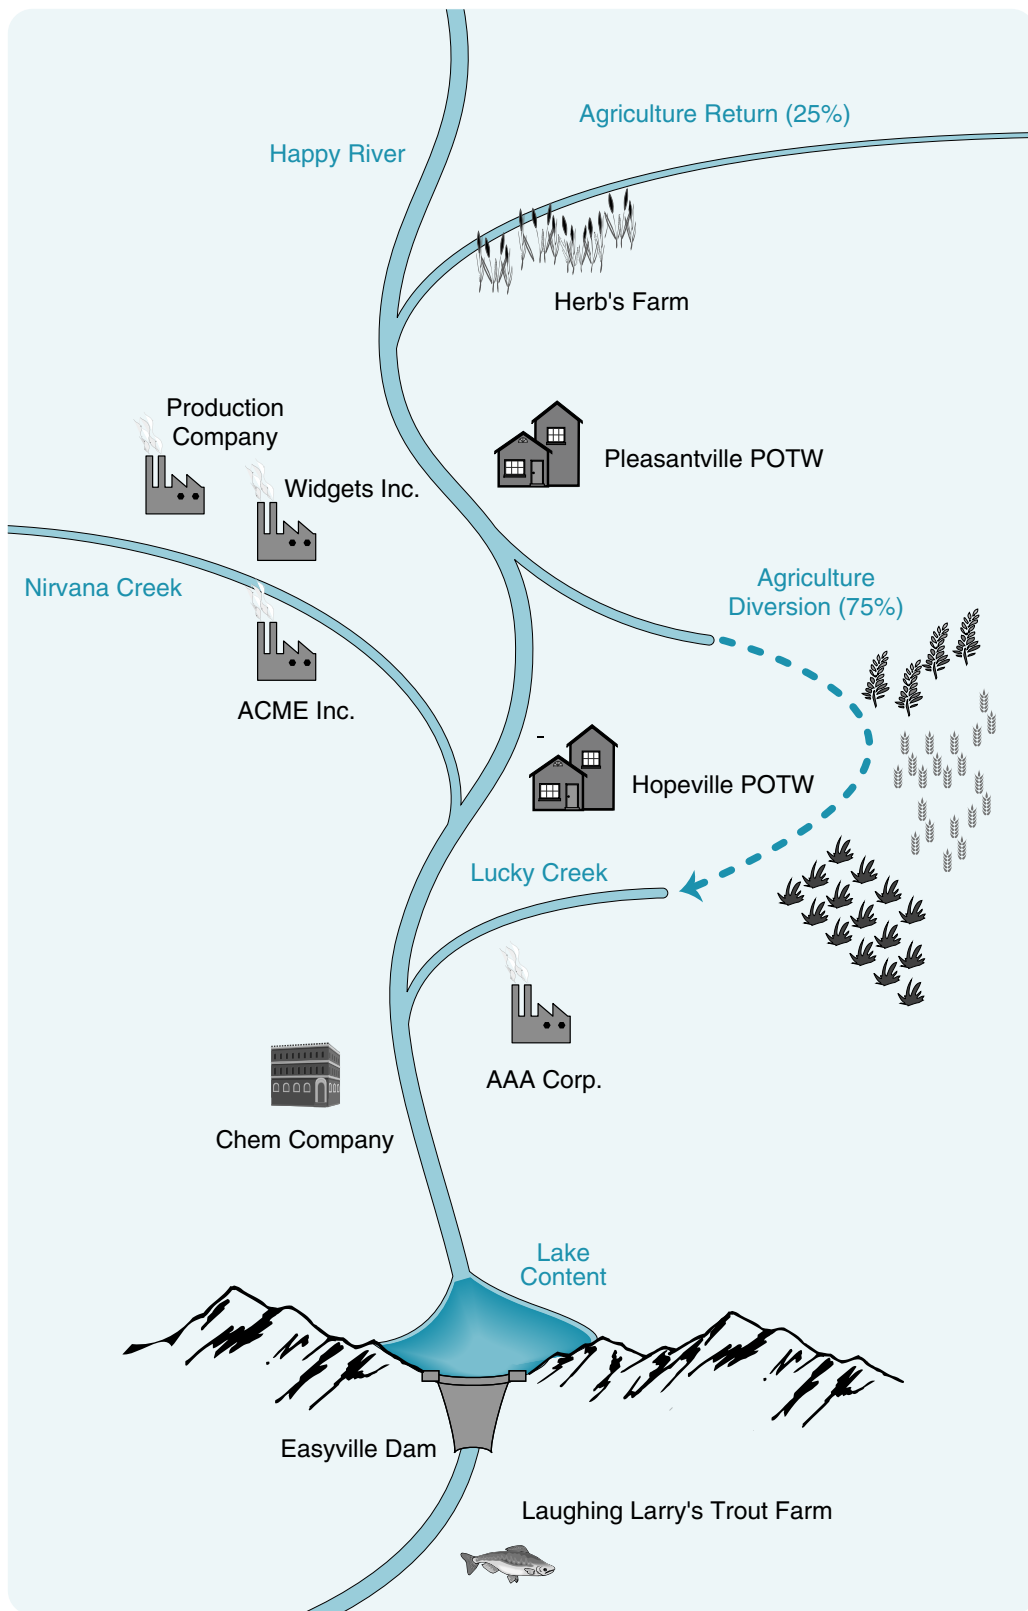 Agriculture Return (25%)
Happy River
Herb's Farm
Production
Company
Widgets Inc.
Pleasantville POTW
Nirvana Creek
Agriculture
Diversion (75%)
ACME Inc.
Hopeville POTW
Lucky Creek
AAA Corp.
Chem Company
Lake
Content
Easyville Dam
Laughing Larry's Trout Farm